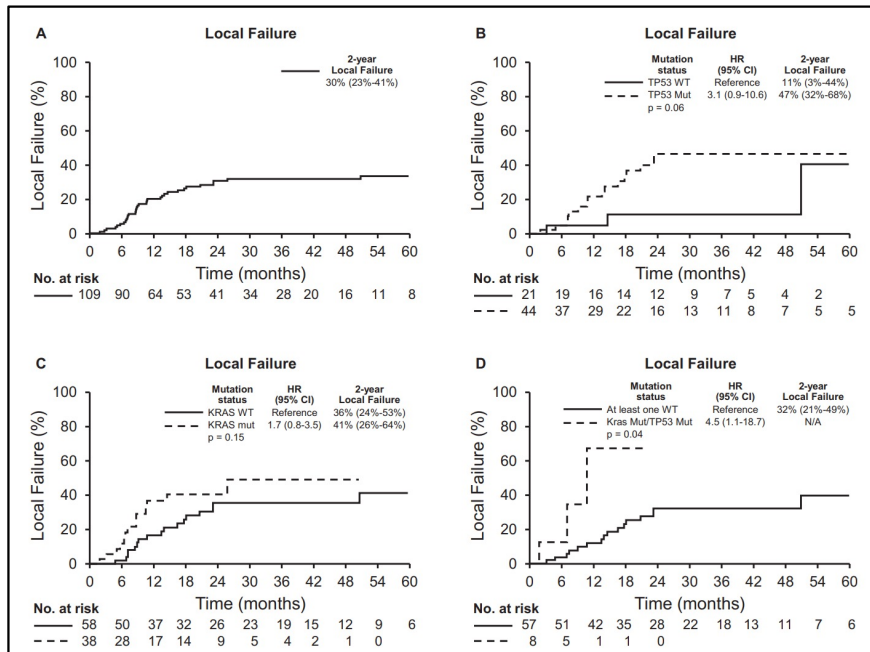 A
Local Failure
2-year
Local Failure
30% (23%-41%)
Local Failure (%)
100
80
60
40
20
0
0 6 12 18 24 30 36 42 48 54 60
Time (months)
No. at risk
109 90 64 53 41 34 28 20 16 11 8
B
Local Failure
Mutation status HR (95% CI) 2-year Local Failure
TP53 WT Reference 11% (3%-44%)
TP53 Mut 3.1 (0.9-10.6) 47% (32%-68%)
p = 0.06
Local Failure (%)
100
80
60
40
20
0
0 6 12 18 24 30 36 42 48 54 60
Time (months)
No. at risk
21 19 16 14 12 9 7 5 4 2
44 37 29 22 16 13 11 8 7 5 5
C
Local Failure
Mutation status HR (95% CI) 2-year Local Failure
KRAS WT Reference 36% (24%-53%)
KRAS mut 1.7 (0.8-3.5) 41% (26%-64%)
p = 0.15
Local Failure (%)
100
80
60
40
20
0
0 6 12 18 24 30 36 42 48 54 60
Time (months)
No. at risk
58 50 37 32 26 23 19 15 12 9 6
38 28 17 14 9 5 4 2 1 0
D
Local Failure
Mutation status HR (95% CI) 2-year Local Failure
At least one WT Reference 32% (21%-49%)
Kras Mut/TP53 Mut 4.5 (1.1-18.7) N/A
p = 0.04
Local Failure (%)
100
80
60
40
20
0
0 6 12 18 24 30 36 42 48 54 60
Time (months)
No. at risk
57 51 42 35 28 22 18 13 11 7 6
8 5 1 1 0